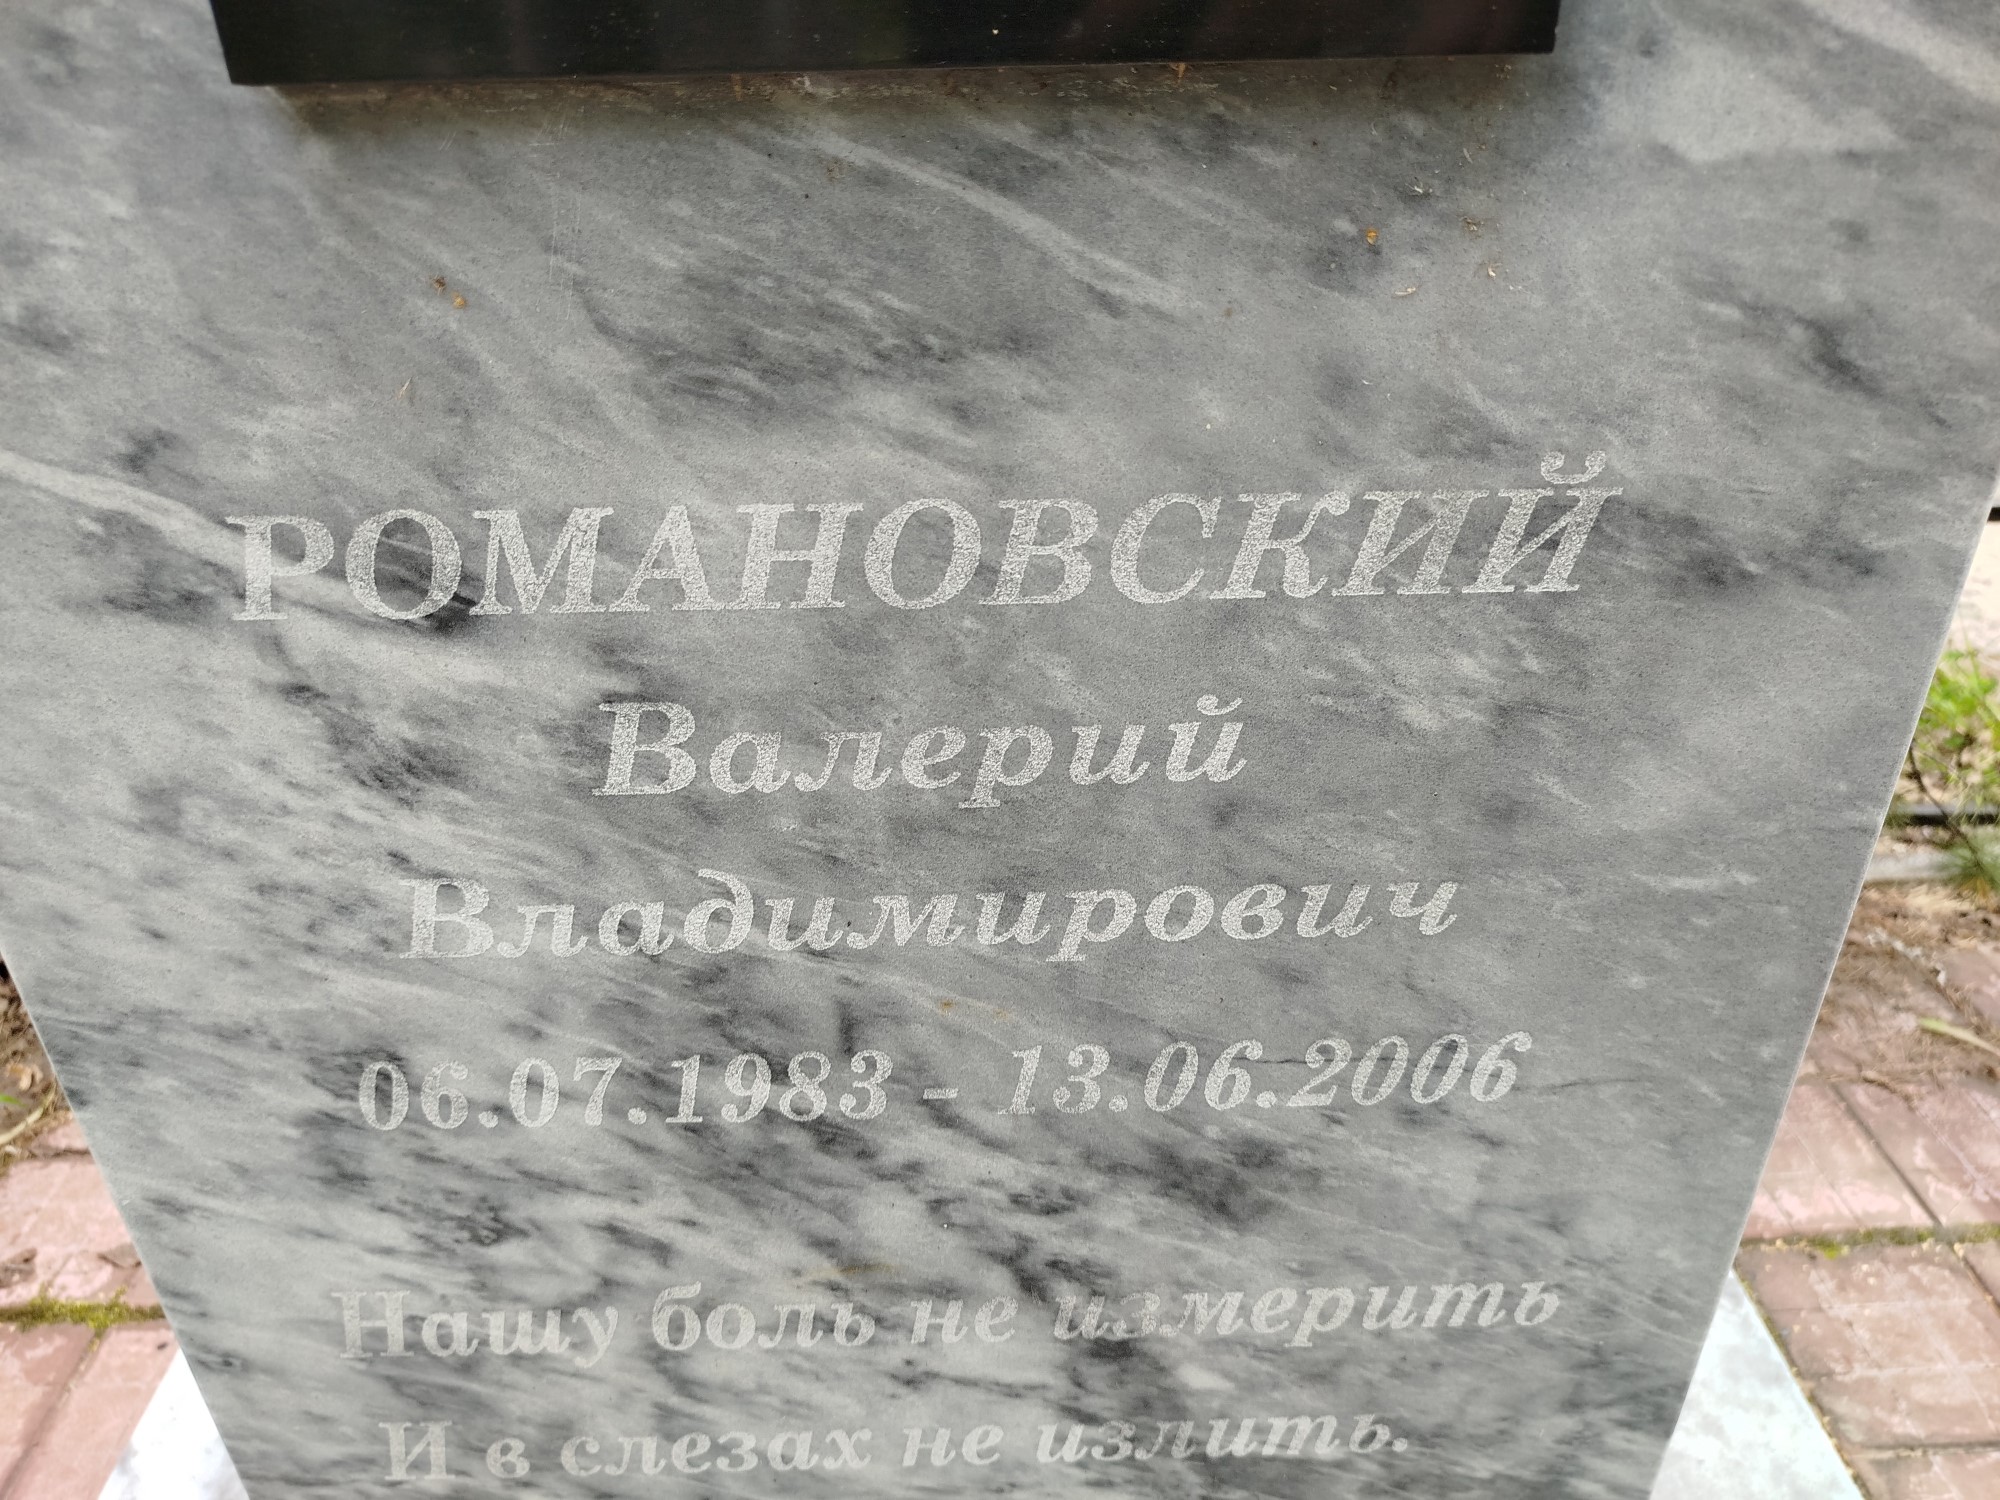 РОМАНОВСКИЙ
Валерий
Владимирович
06.07.1983 - 13.06.2006
Нашу боль не измерить
И в слезах не излить.